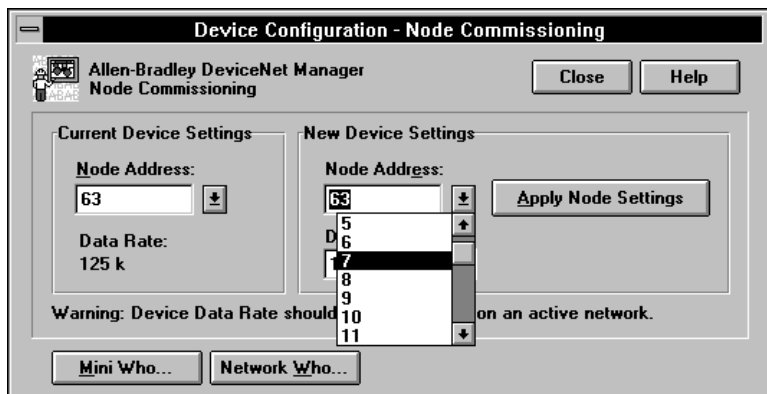 Device Configuration - Node Commissioning
Allen-Bradley DeviceNet Manager
Node Commissioning
Close
Help
Current Device Settings
New Device Settings
Node Address:
Node Address:
63
63
Apply Node Settings
Data Rate:
125 k
D
1
5
6
7
8
9
10
11
Warning: Device Data Rate should on an active network.
Mini Who...
Network Who...